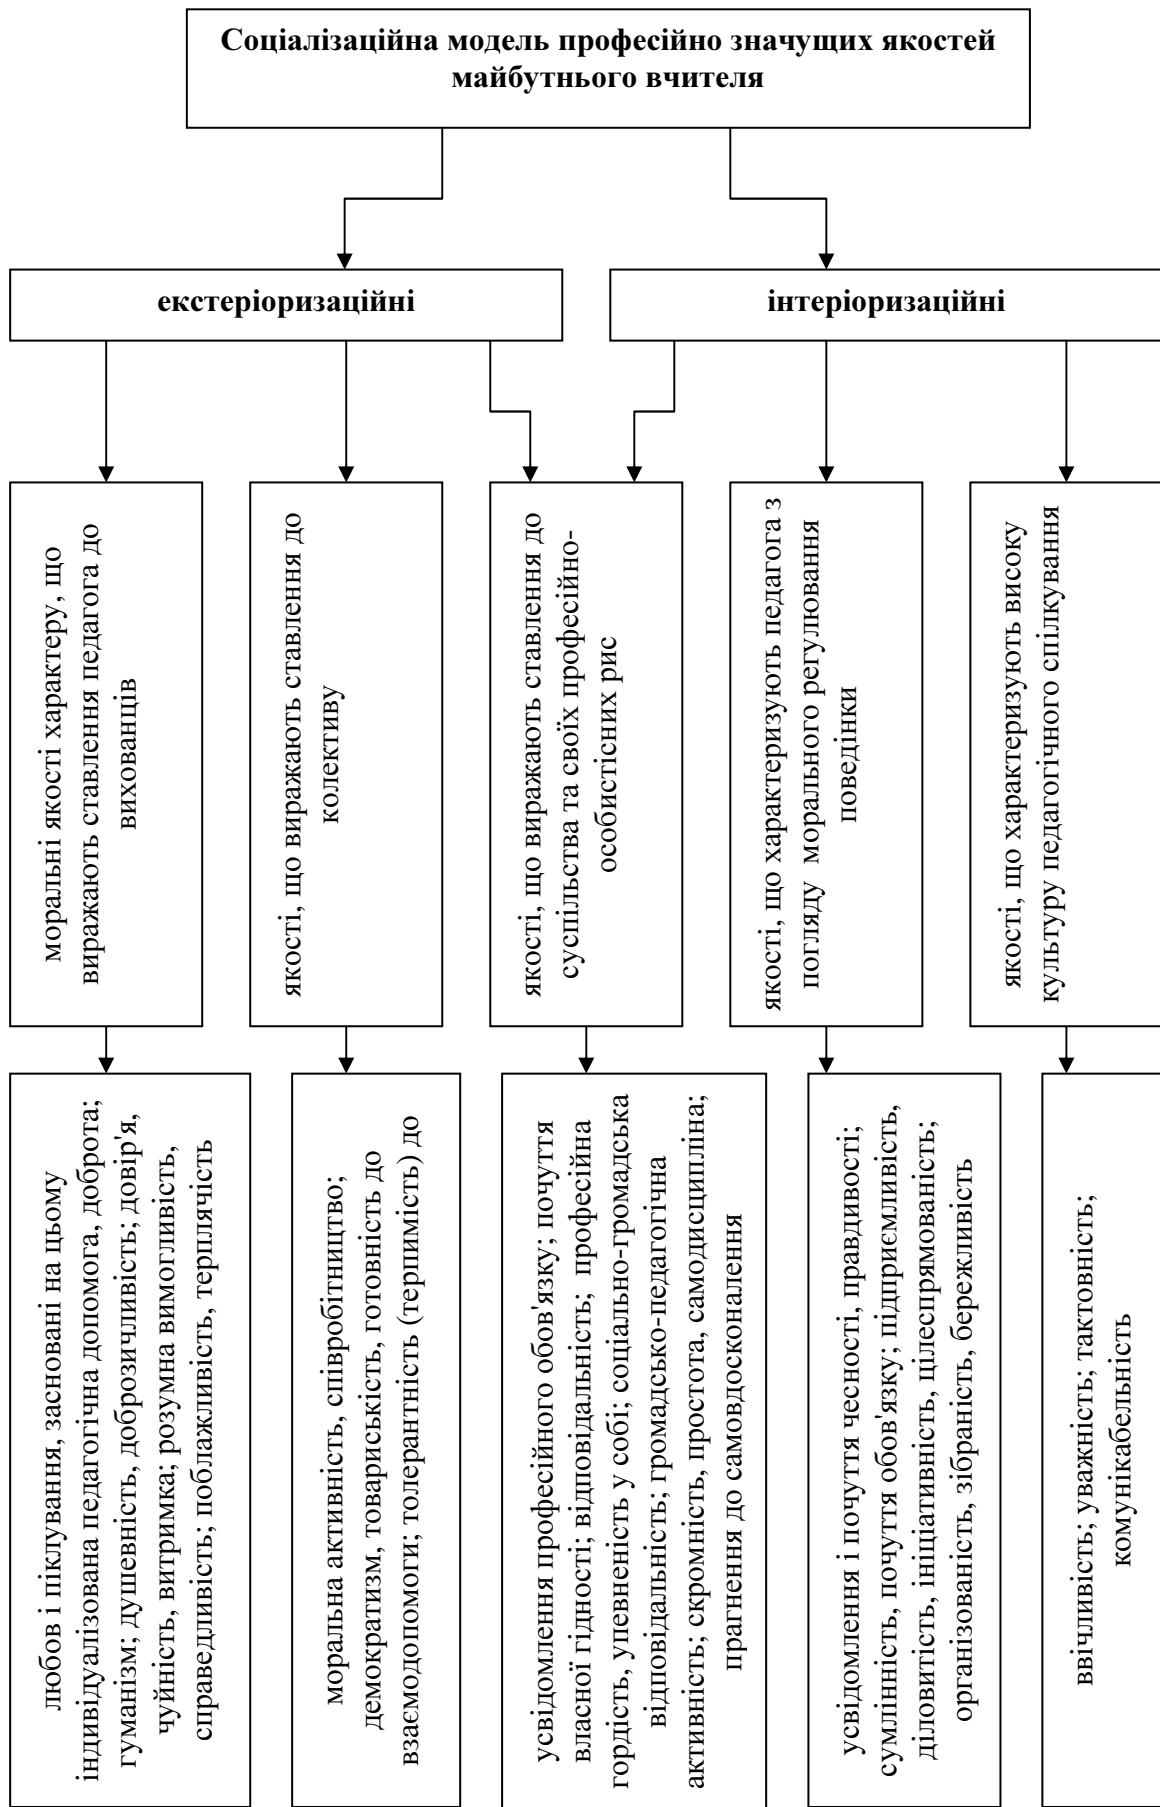 Соціалізаційна модель професійно значущих якостей
майбутнього вчителя
екстеріоризаційні
інтеріоризаційні
моральні якості характеру, що
виражають ставлення педагога до
вихованців
якості, що виражають ставлення до
колективу
якості, що виражають ставлення до
суспільства та своїх професійно-
особистісних рис
якості, що характеризують педагога з
погляду морального регулювання
поведінки
якості, що характеризують високу
культуру педагогічного спілкування
любов і піклування, засновані на цьому
індивідуалізована педагогічна допомога, доброта;
гуманізм; душевність, доброзичливість; довір'я,
чуйність, витримка; розумна вимогливість,
справедливість; поблажливість, терплячість
моральна активність, співробітництво;
демократизм, товариськість, готовність до
взаємодопомоги; толерантність (терпимість) до
усвідомлення професійного обов'язку; почуття
власної гідності; відповідальність; професійна
гордість, упевненість у собі; соціально-громадська
відповідальність; громадсько-педагогічна
активність; скромність, простота, самодисципліна;
прагнення до самовдосконалення
усвідомлення і почуття чесності, правдивості;
сумлінність, почуття обов'язку; підприємливість,
діловитість, ініціативність, цілеспрямованість;
організованість, зібраність, бережливість
ввічливість; уважність; тактовність;
комунікабельність